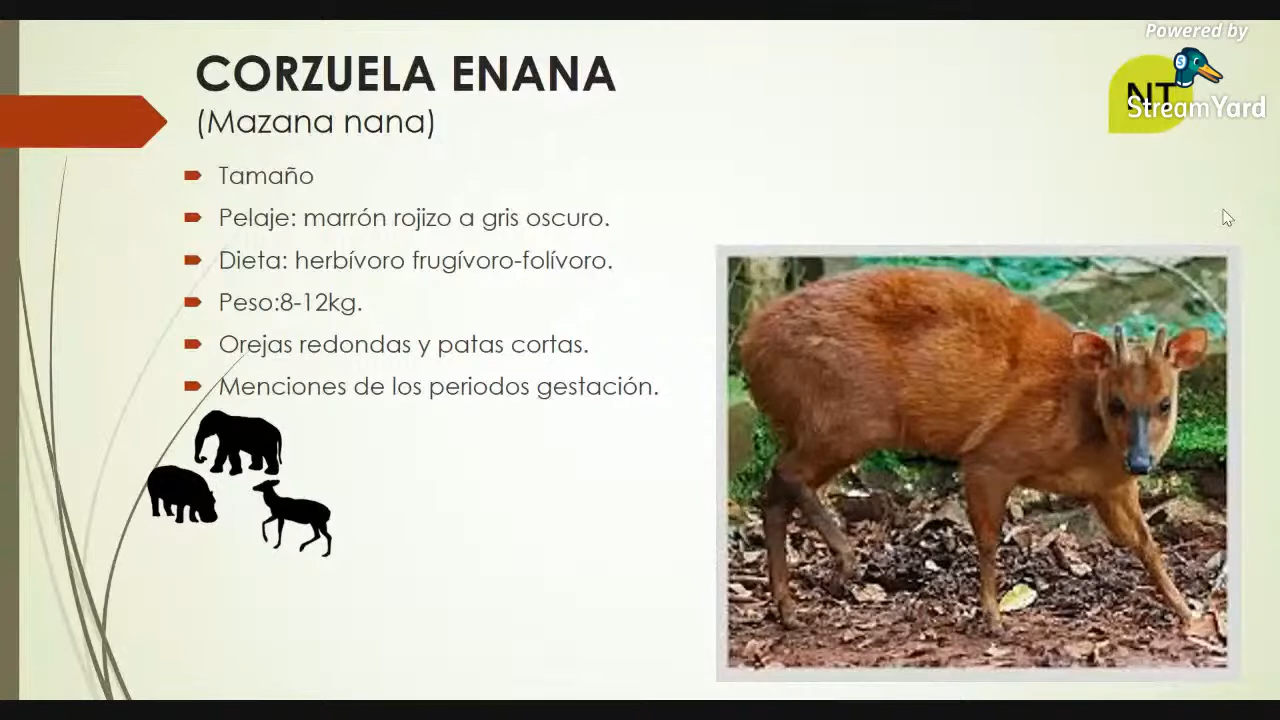 Powered by
StreamYard
NT
CORZUELA ENANA
(Mazana nana)
Tamaño
Pelaje: marrón rojizo a gris oscuro.
Dieta: herbívoro frugívoro-folívoro.
Peso:8-12kg.
Orejas redondas y patas cortas.
Menciones de los periodos gestación.